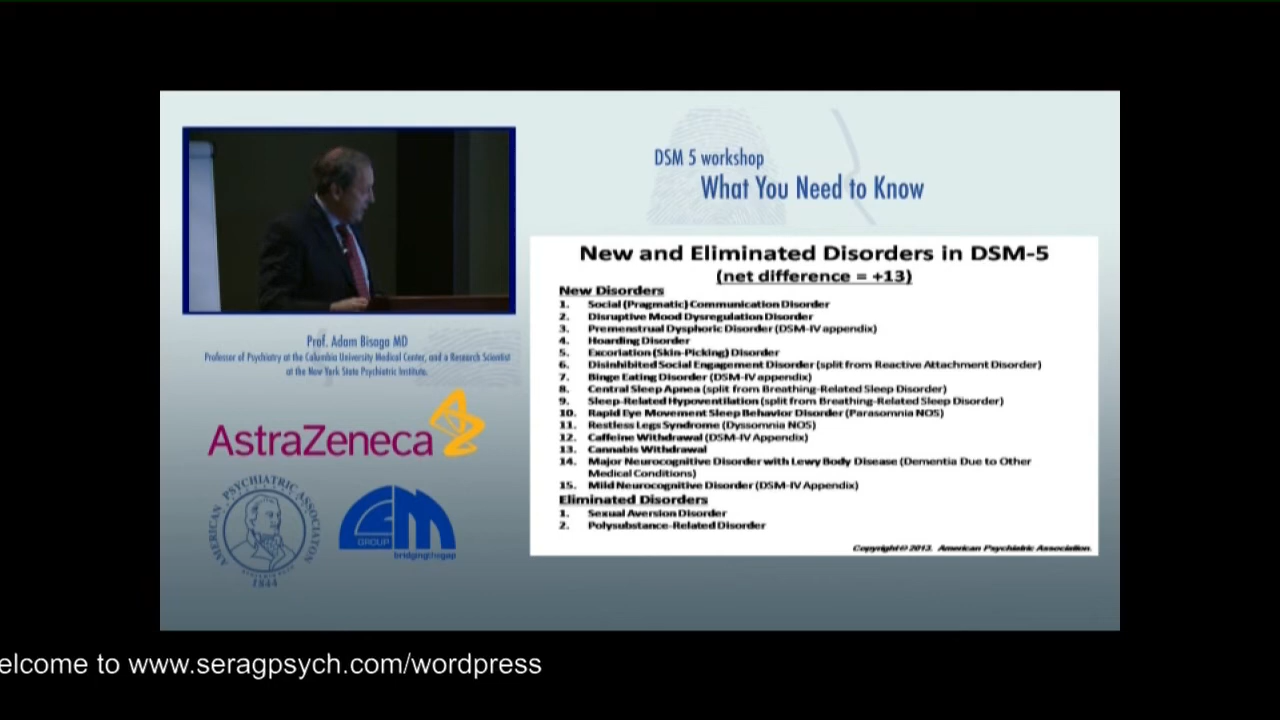 DSM 5 workshop
What You Need to Know
Prof. Adam Bisaga MD
Professor of Psychiatry at the Columbia University Medical Center, and a Research Scientist
at the New York State Psychiatric Institute.
AstraZeneca
AMERICAN PSYCHIATRIC ASSOCIATION
1844
GROUP
bridgingthegap
New and Eliminated Disorders in DSM-5
(net difference = +13)
New Disorders
1. Social (Pragmatic) Communication Disorder
2. Disruptive Mood Dysregulation Disorder
3. Premenstrual Dysphoric Disorder (DSM-IV appendix)
4. Hoarding Disorder
5. Excoriation (Skin-Picking) Disorder
6. Disinhibited Social Engagement Disorder (split from Reactive Attachment Disorder)
7. Binge Eating Disorder (DSM-IV appendix)
8. Central Sleep Apnea (split from Breathing-Related Sleep Disorder)
9. Sleep-Related Hypoventilation (split from Breathing-Related Sleep Disorder)
10. Rapid Eye Movement Sleep Behavior Disorder (Parasomnia NOS)
11. Restless Legs Syndrome (Dyssomnia NOS)
12. Caffeine Withdrawal (DSM-IV Appendix)
13. Cannabis Withdrawal
14. Major Neurocognitive Disorder with Lewy Body Disease (Dementia Due to Other
Medical Conditions)
15. Mild Neurocognitive Disorder (DSM-IV Appendix)
Eliminated Disorders
1. Sexual Aversion Disorder
2. Polysubstance-Related Disorder
Copyright © 2013. American Psychiatric Association.
elcome to www.seragpsych.com/wordpress